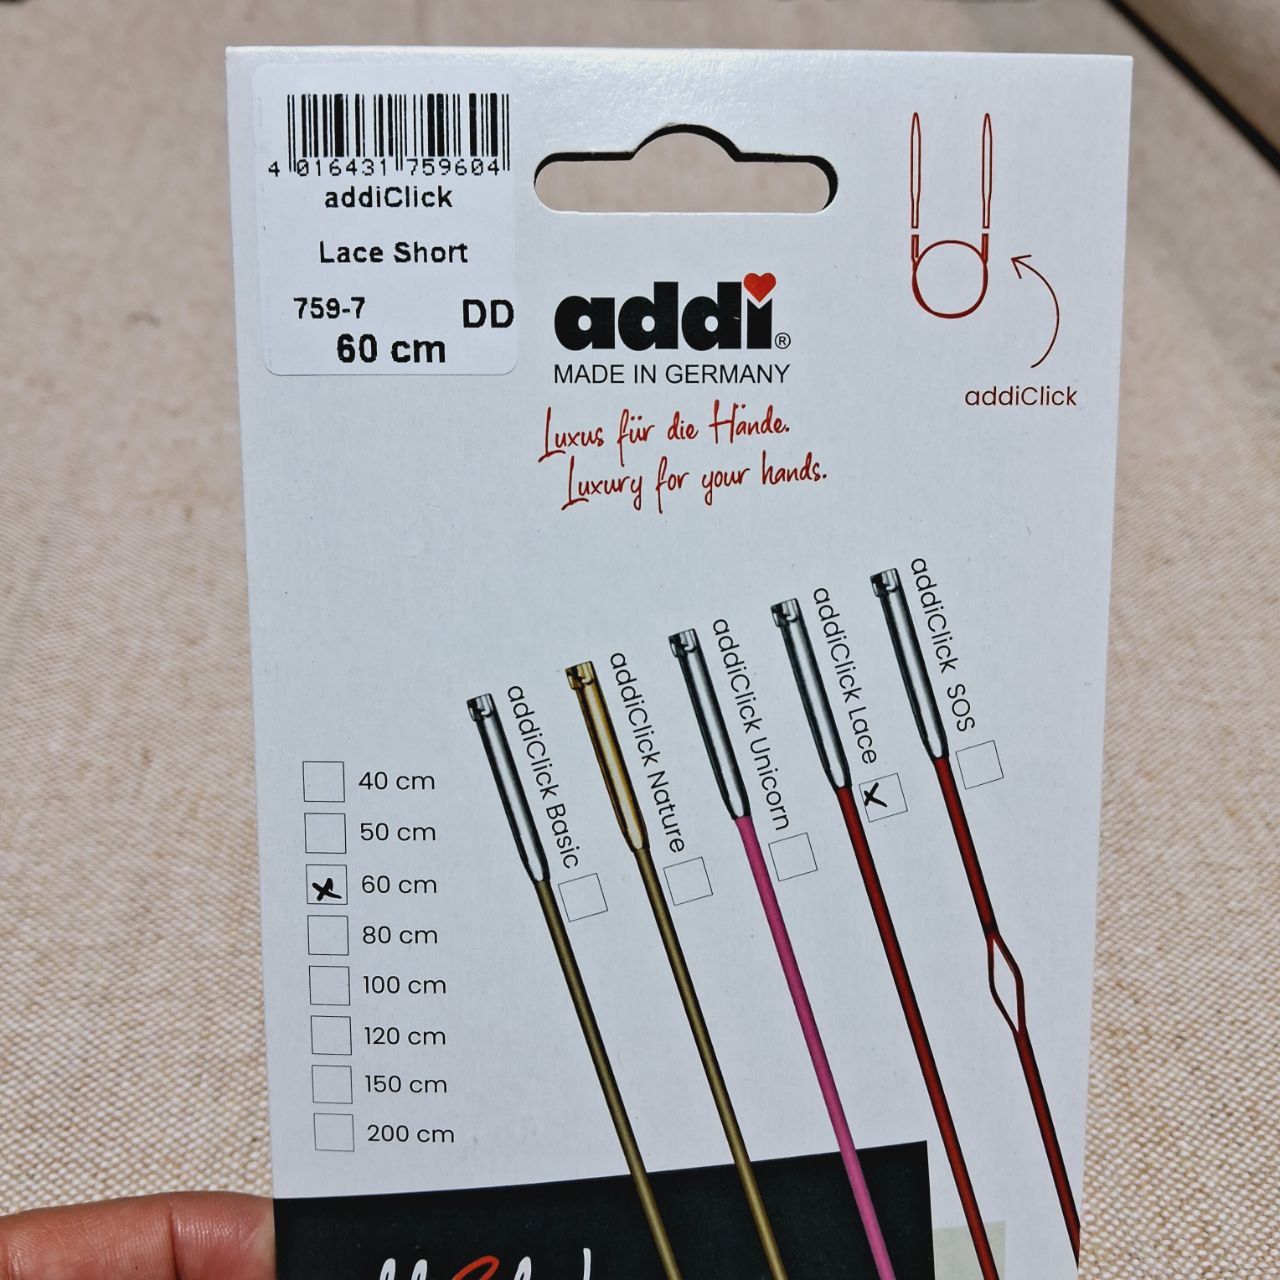 4 016431 759604
addiClick
Lace Short
759-7 DD
60 cm
addi®
MADE IN GERMANY
Luxus für die Hände.
Luxury for your hands.
addiClick
addiClick Basic
addiClick Nature
addiClick Unicorn
addiClick Lace
addiClick SOS
40 cm
50 cm
60 cm
80 cm
100 cm
120 cm
150 cm
200 cm